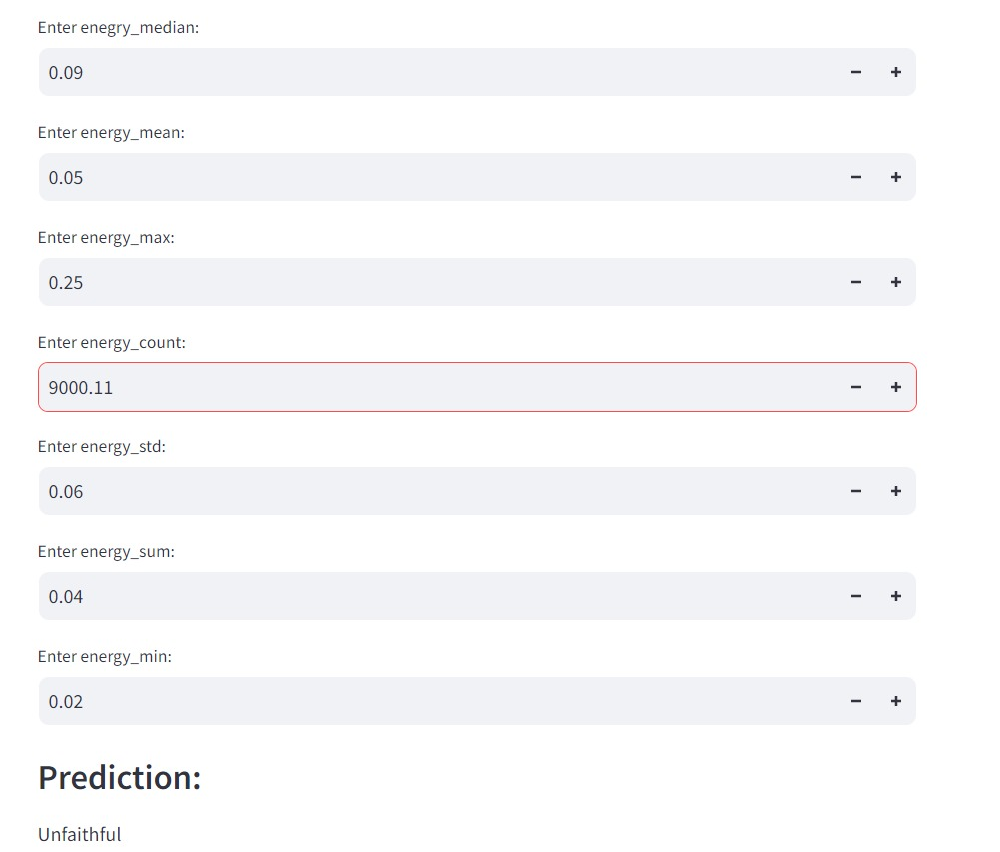 Enter enegry_median:
0.09
Enter energy_mean:
0.05
Enter energy_max:
0.25
Enter energy_count:
9000.11
Enter energy_std:
0.06
Enter energy_sum:
0.04
Enter energy_min:
0.02
Prediction:
Unfaithful